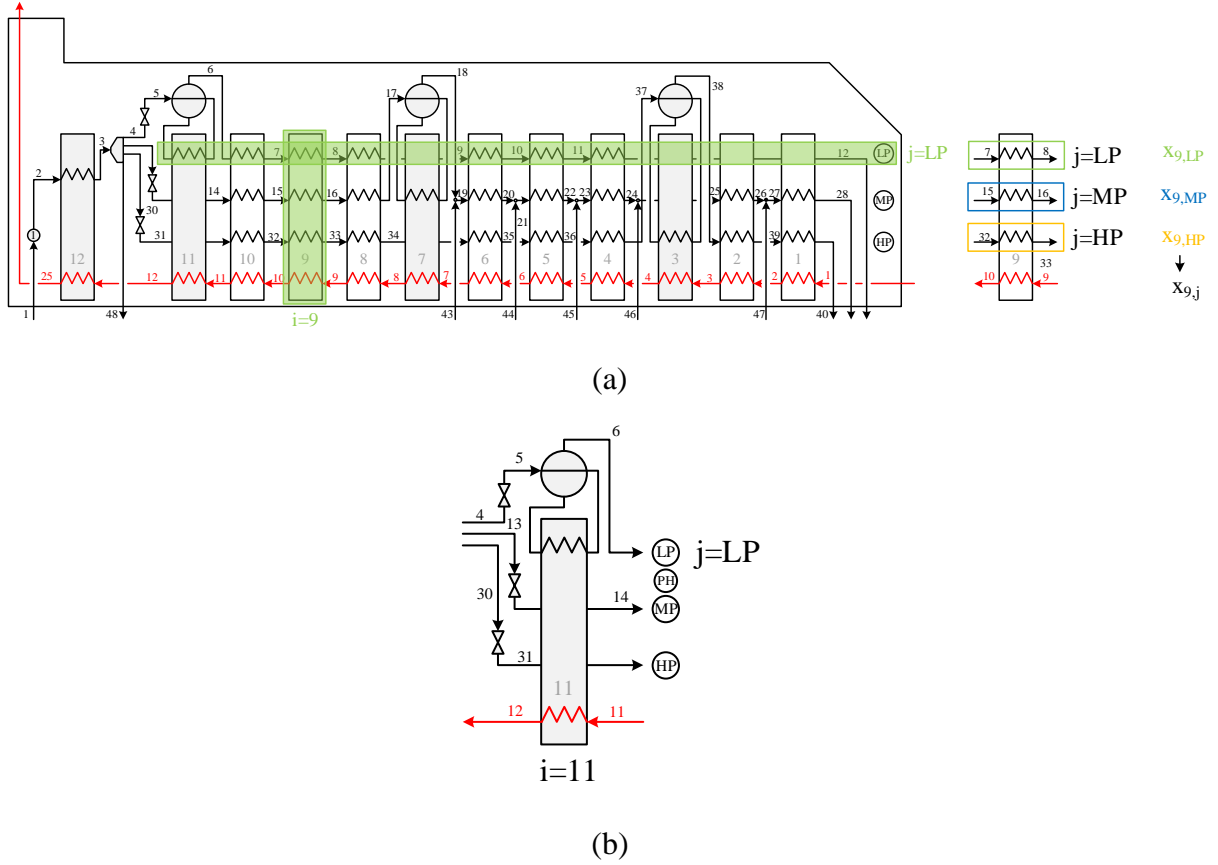 6 18 37 38
4 5 17
3
2 7 8 9 10 11 12 LP j=LP
14 15 16 19 20 22 23 24 25 26 27 28 MP
30 21
1 31 32 33 34 35 36 39 HP
12 11 10 9 8 7 6 5 4 3 2 1
25 12 11 10 9 8 7 6 5 4 3 2 1
1 48 i=9 43 44 45 46 47 40
7 8 j=LP x9,LP
15 16 j=MP x9,MP
32 j=HP x9,HP
33
9 x9,j
10 9
(a)
6
5
4 13
LP j=LP
PH
30 14 MP
31 HP
11
12 11
i=11
(b)